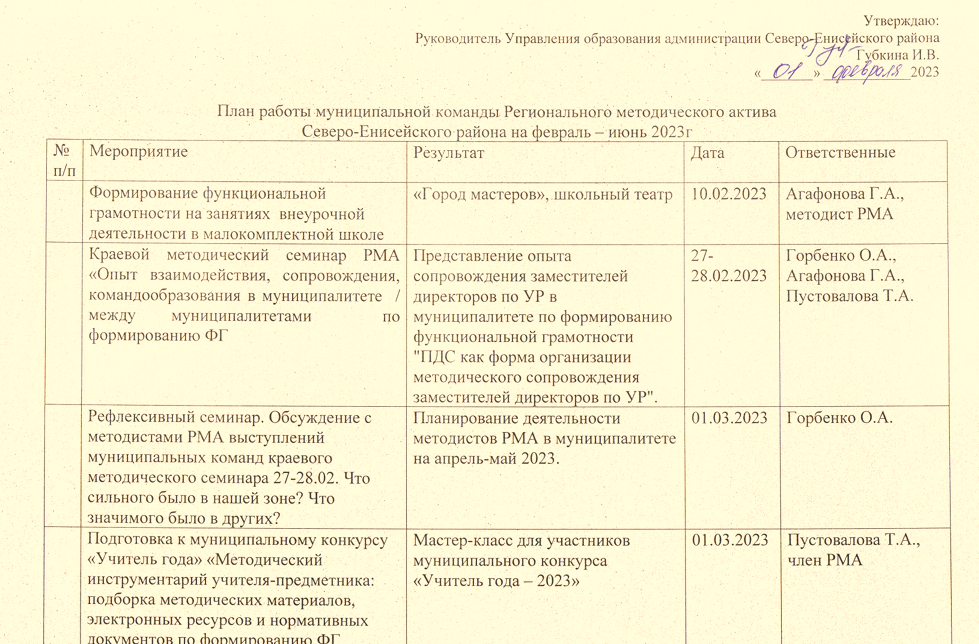 Утверждаю:
Руководитель Управления образования администрации Северо-Енисейского района
Губкина И.В.
« 01 » февраля 2023
План работы муниципальной команды Регионального методического актива
Северо-Енисейского района на февраль – июнь 2023г
№ п/п
Мероприятие
Результат
Дата
Ответственные
Формирование функциональной
грамотности на занятиях внеурочной
деятельности в малокомплектной школе
«Город мастеров», школьный театр
10.02.2023
Агафонова Г.А.,
методист РМА
Краевой методический семинар РМА
«Опыт взаимодействия, сопровождения,
командообразования в муниципалитете /
между муниципалитетами по
формированию ФГ
Представление опыта
сопровождения заместителей
директоров по УР в
муниципалитете по формированию
функциональной грамотности
"ПДС как форма организации
методического сопровождения
заместителей директоров по УР".
27-
28.02.2023
Горбенко О.А.,
Агафонова Г.А.,
Пустовалова Т.А.
Рефлексивный семинар. Обсуждение с
методистами РМА выступлений
муниципальных команд краевого
методического семинара 27-28.02. Что
сильного было в нашей зоне? Что
значимого было в других?
Планирование деятельности
методистов РМА в муниципалитете
на апрель-май 2023.
01.03.2023
Горбенко О.А.
Подготовка к муниципальному конкурсу
«Учитель года» «Методический
инструментарий учителя-предметника:
подборка методических материалов,
электронных ресурсов и нормативных
документов по формированию ФГ
Мастер-класс для участников
муниципального конкурса
«Учитель года – 2023»
01.03.2023
Пустовалова Т.А.,
член РМА